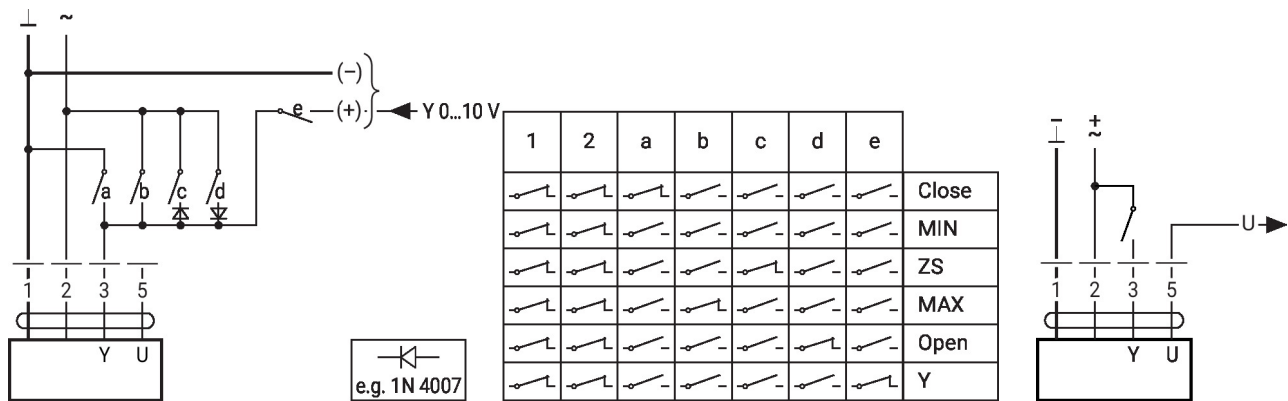 ⊥ ~
(–)
e (+) Y 0...10 V
a b c d
1 2 3 5
Y U
e.g. 1N 4007
1 2 a b c d e
Close
MIN
ZS
MAX
Open
Y
– +
⊥ ~
U
1 2 3 5
Y U